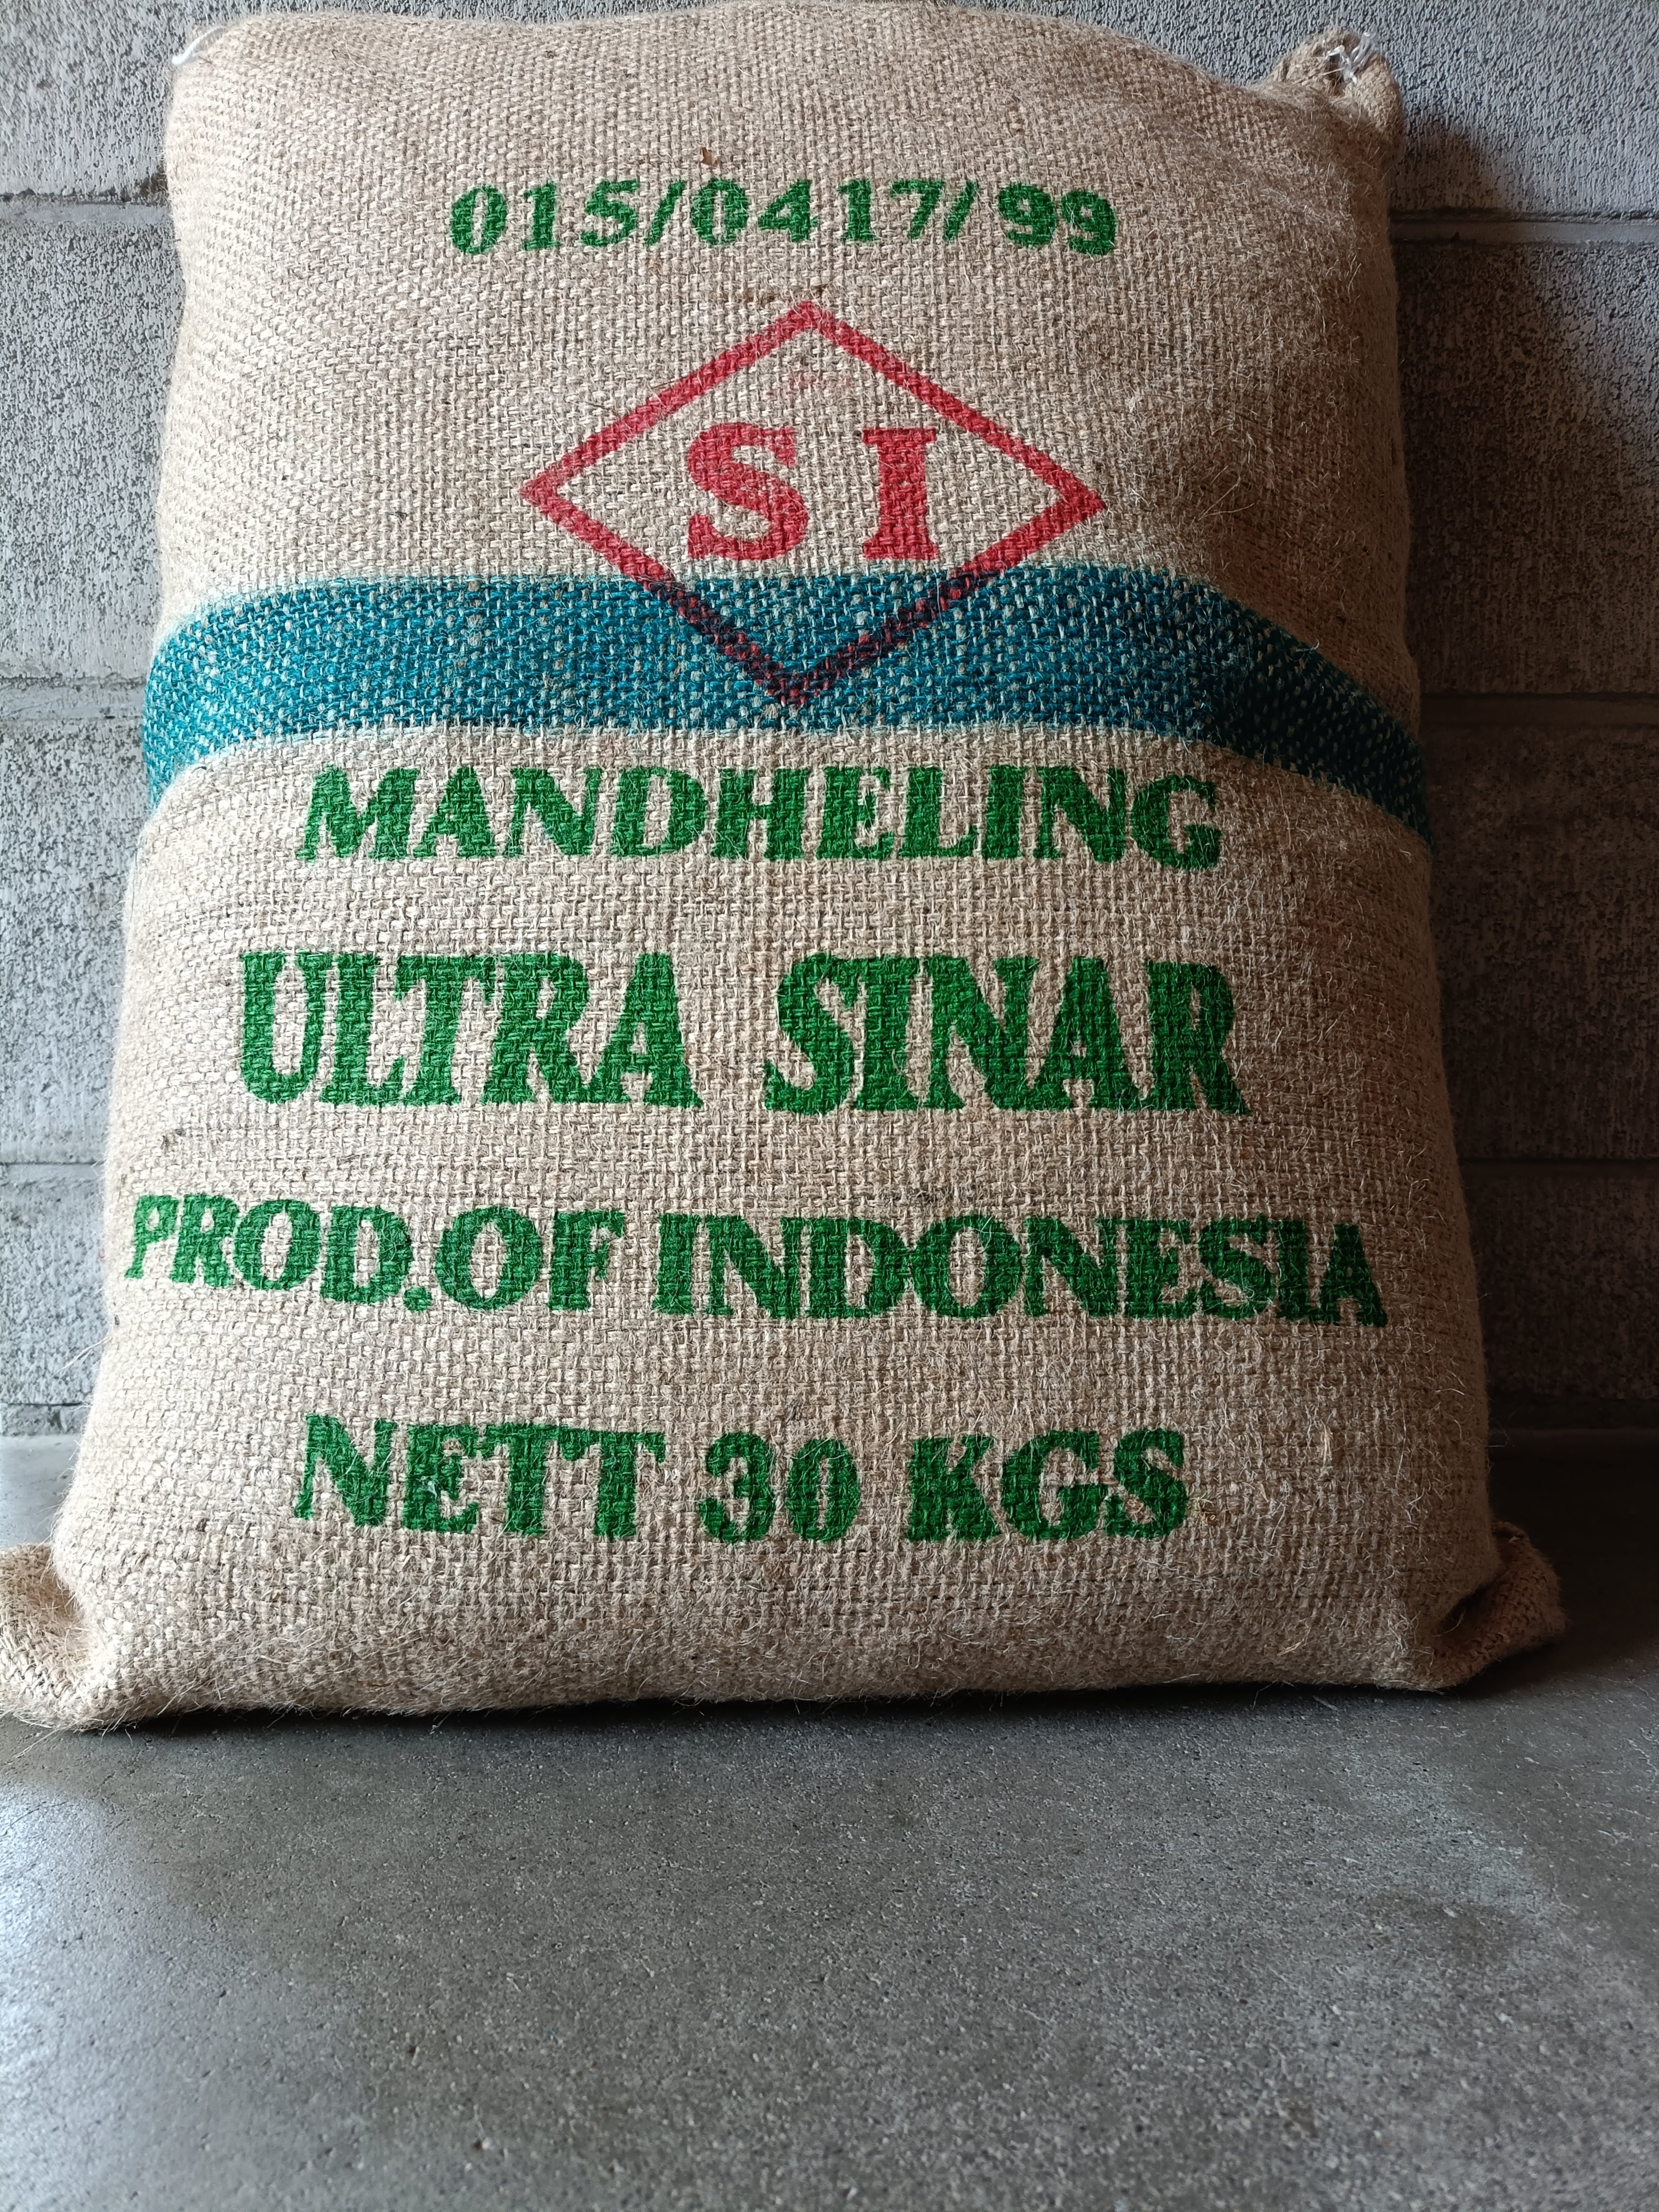 015/0417/99
SI
MANDHELING
ULTRA SINAR
PROD.OF INDONESIA
NETT 30 KGS